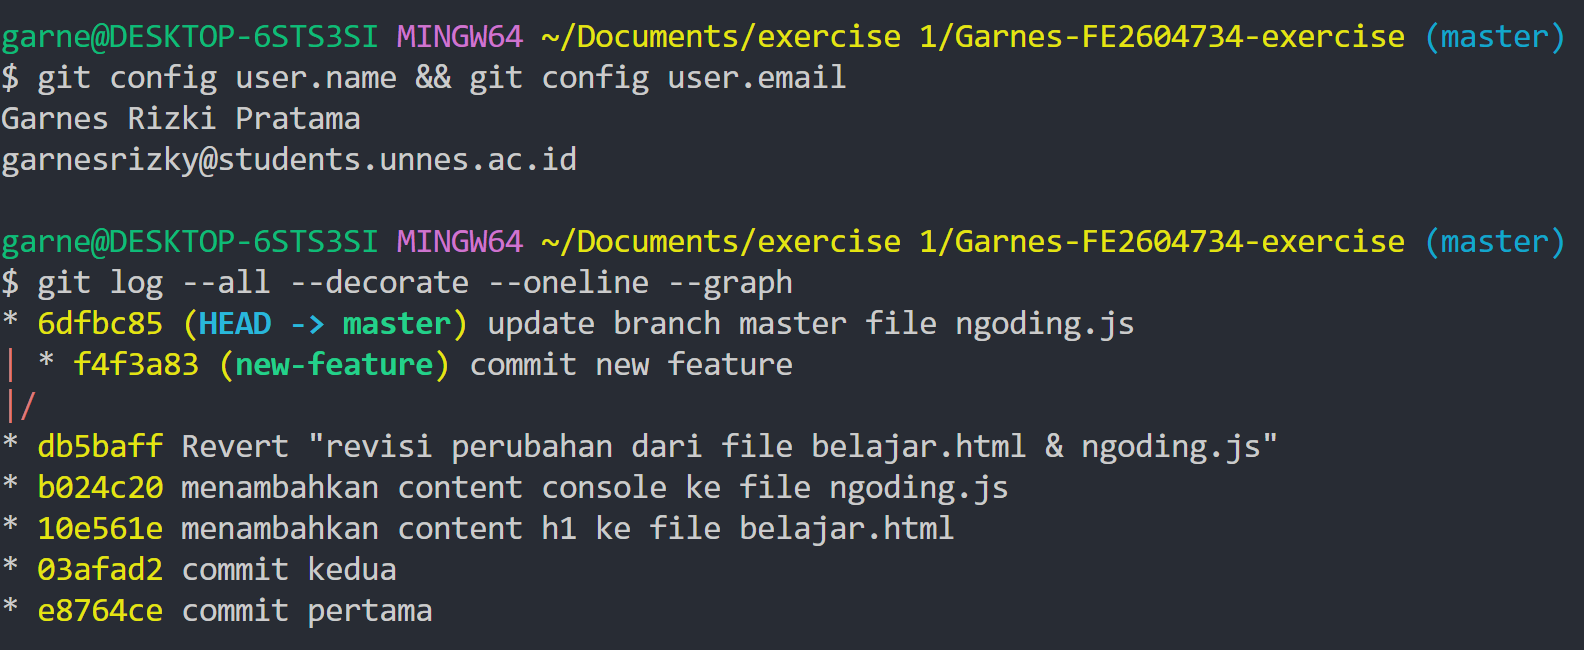 garne@DESKTOP-6STS3SI MINGW64 ~/Documents/exercise 1/Garnes-FE2604734-exercise (master)
$ git config user.name && git config user.email
Garnes Rizki Pratama
garnesrizky@students.unnes.ac.id
garne@DESKTOP-6STS3SI MINGW64 ~/Documents/exercise 1/Garnes-FE2604734-exercise (master)
$ git log --all --decorate --oneline --graph
* 6dfbc85 (HEAD -> master) update branch master file ngoding.js
| * f4f3a83 (new-feature) commit new feature
|/
* db5baff Revert "revisi perubahan dari file belajar.html & ngoding.js"
* b024c20 menambahkan content console ke file ngoding.js
* 10e561e menambahkan content h1 ke file belajar.html
* 03afad2 commit kedua
* e8764ce commit pertama